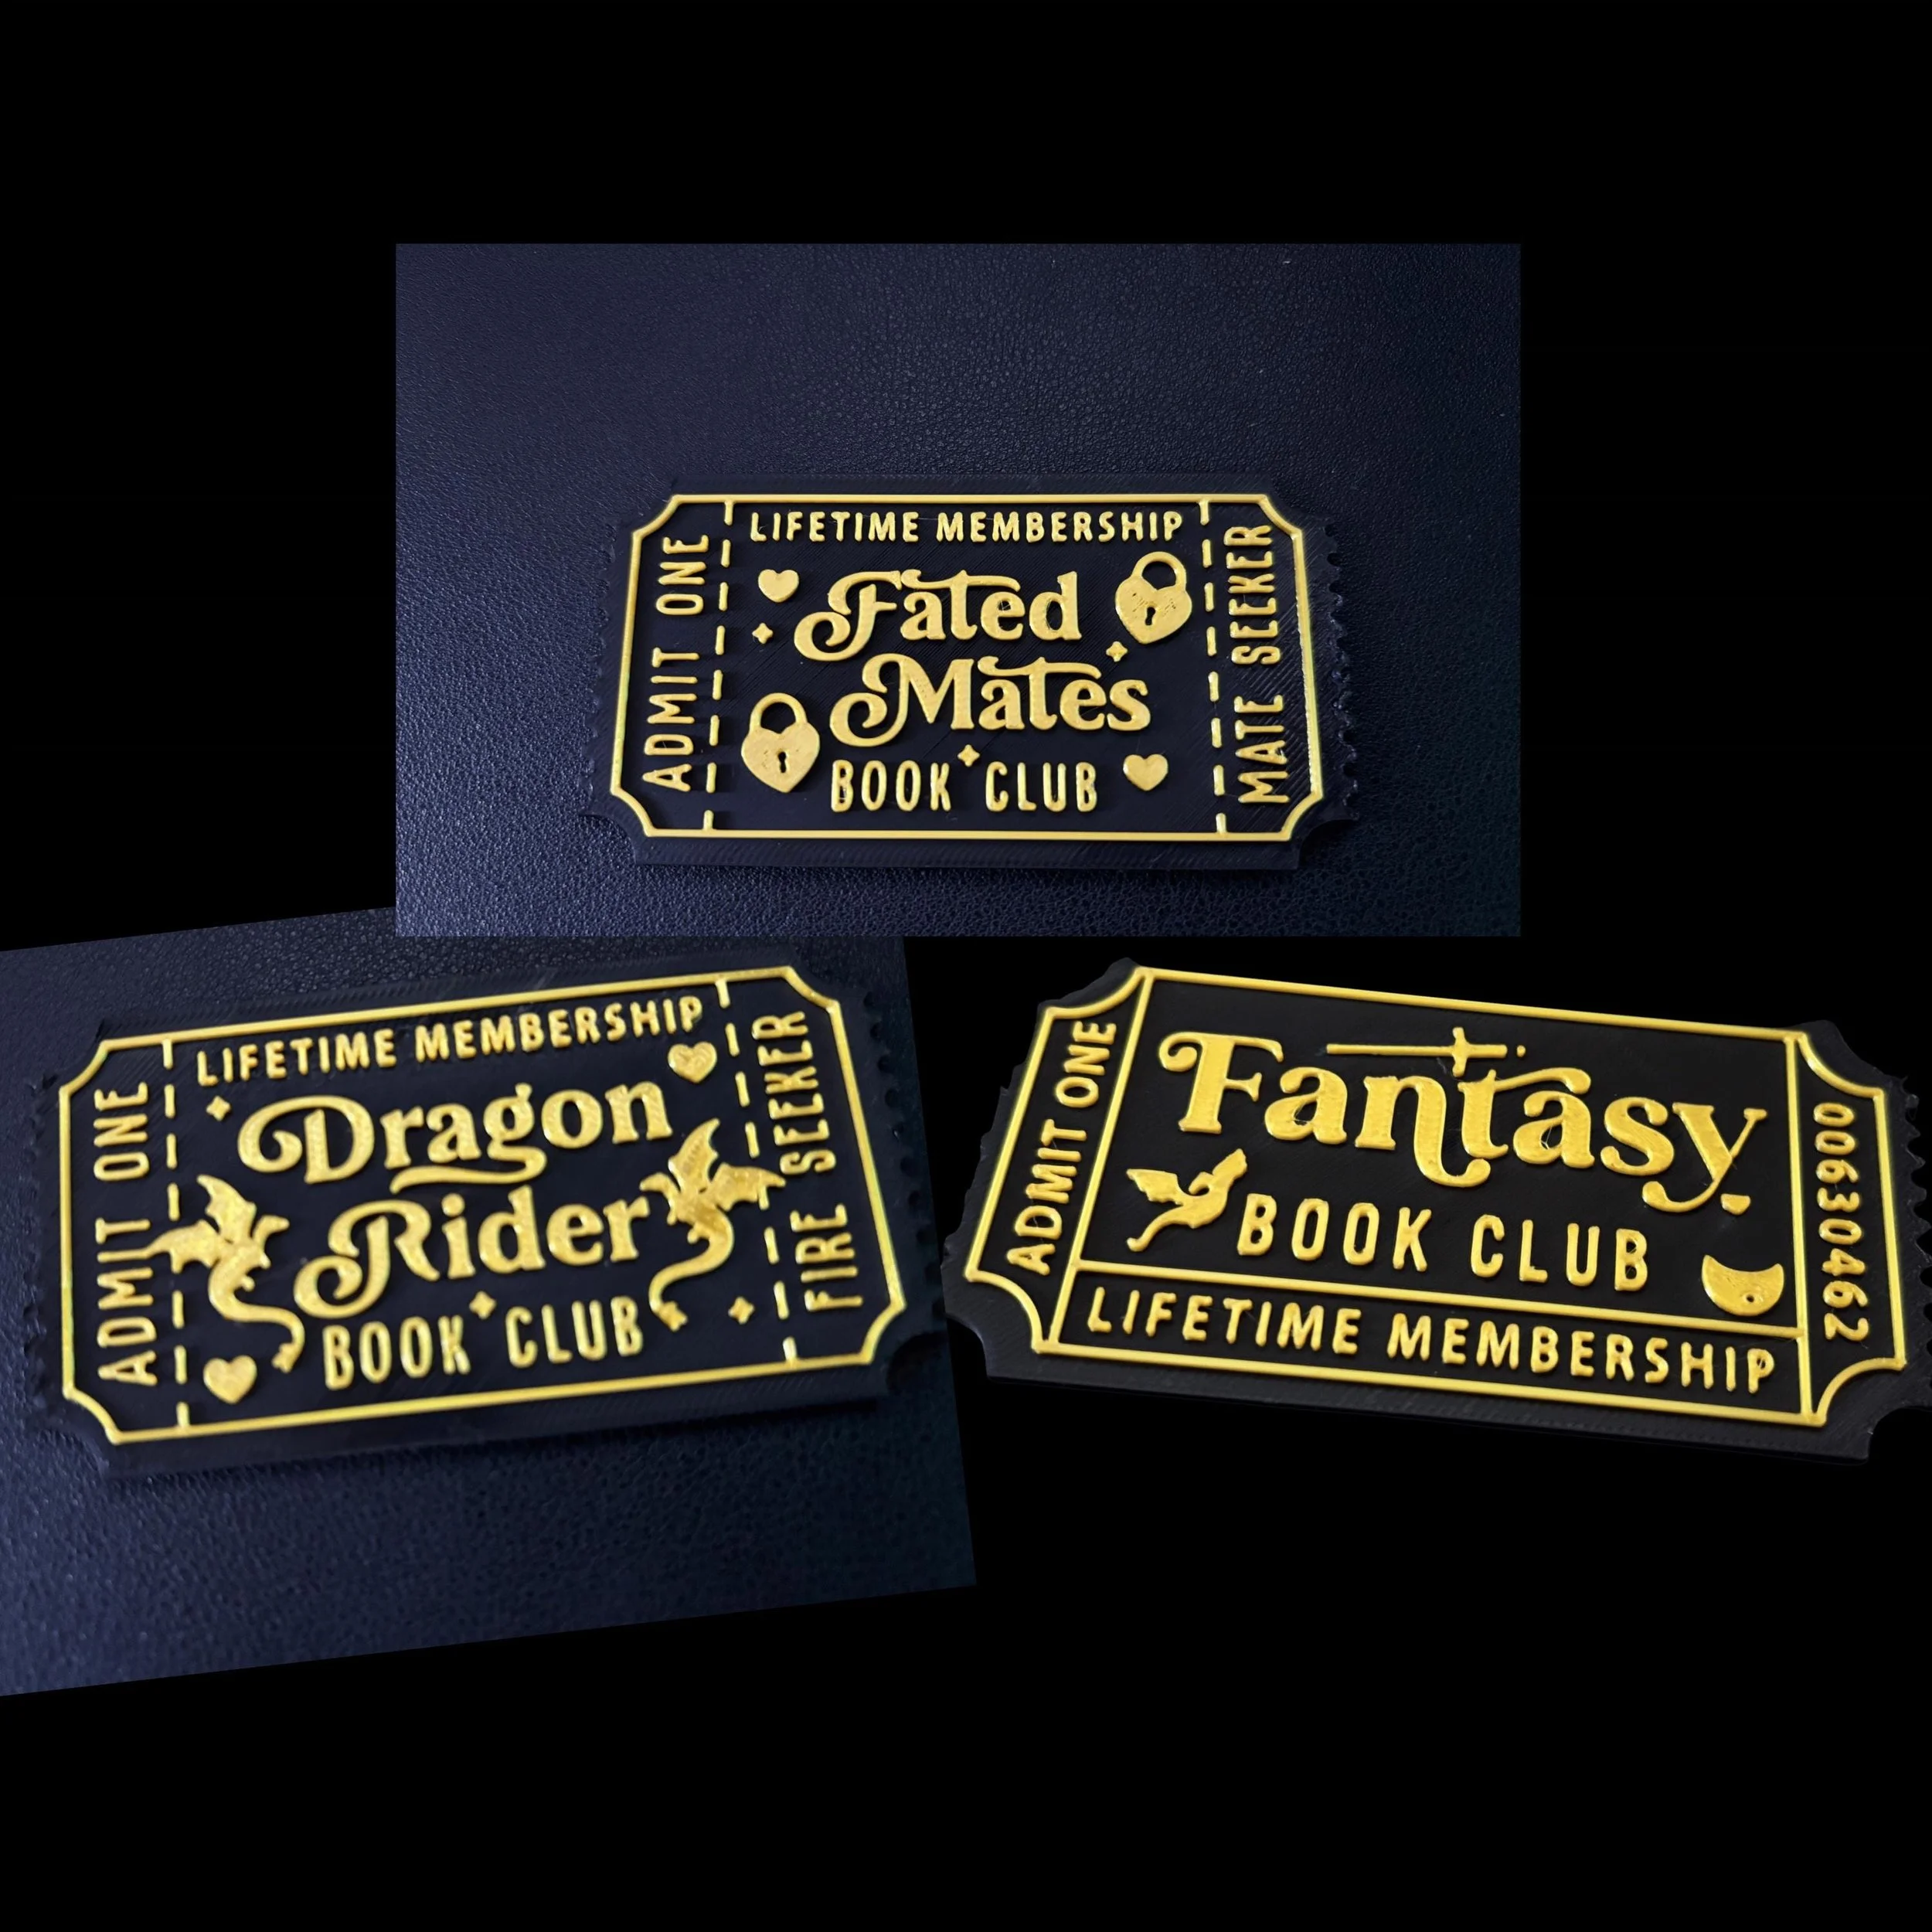 LIFETIME MEMBERSHIP
ADMIT ONE
Fated
Mates
BOOK CLUB
MATE SEEKER
LIFETIME MEMBERSHIP
ADMIT ONE
Dragon
Rider
BOOK CLUB
FIRE SEEKER
ADMIT ONE
Fantasy
BOOK CLUB
LIFETIME MEMBERSHIP
00630462